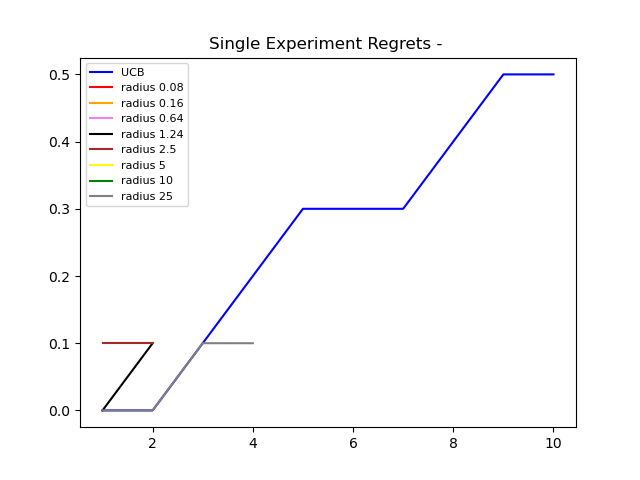 Single Experiment Regrets -
UCB
radius 0.08
radius 0.16
radius 0.64
radius 1.24
radius 2.5
radius 5
radius 10
radius 25
0.5
0.4
0.3
0.2
0.1
0.0
2 4 6 8 10